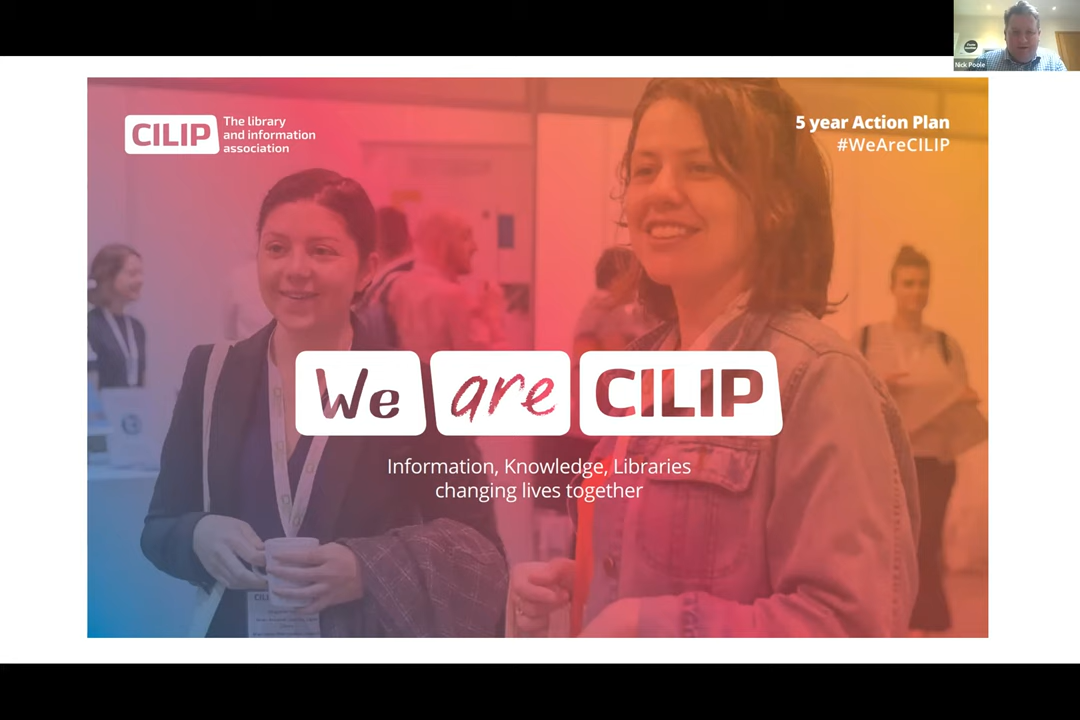 Nick Poole
CILIP
The library
and information
association
5 year Action Plan
#WeAreCILIP
We are CILIP
Information, Knowledge, Libraries
changing lives together